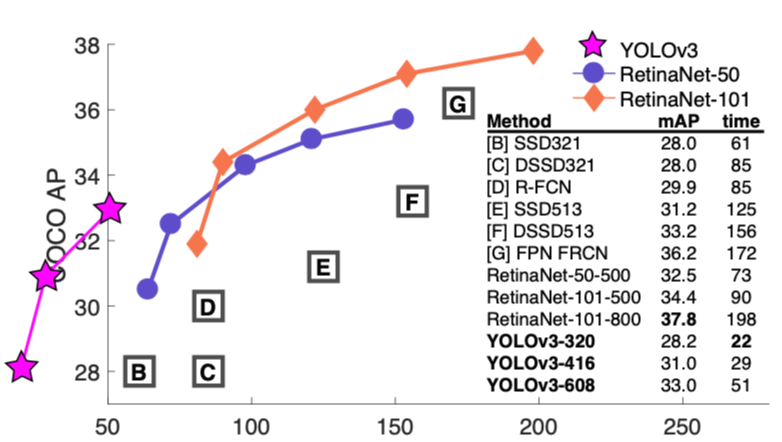 38
36
34
32
30
28
COCO AP
50
100
150
200
250
B
C
D
E
F
G
YOLOv3
RetinaNet-50
RetinaNet-101
Method mAP time
[B] SSD321 28.0 61
[C] DSSD321 28.0 85
[D] R-FCN 29.9 85
[E] SSD513 31.2 125
[F] DSSD513 33.2 156
[G] FPN FRCN 36.2 172
RetinaNet-50-500 32.5 73
RetinaNet-101-500 34.4 90
RetinaNet-101-800 37.8 198
YOLOv3-320 28.2 22
YOLOv3-416 31.0 29
YOLOv3-608 33.0 51